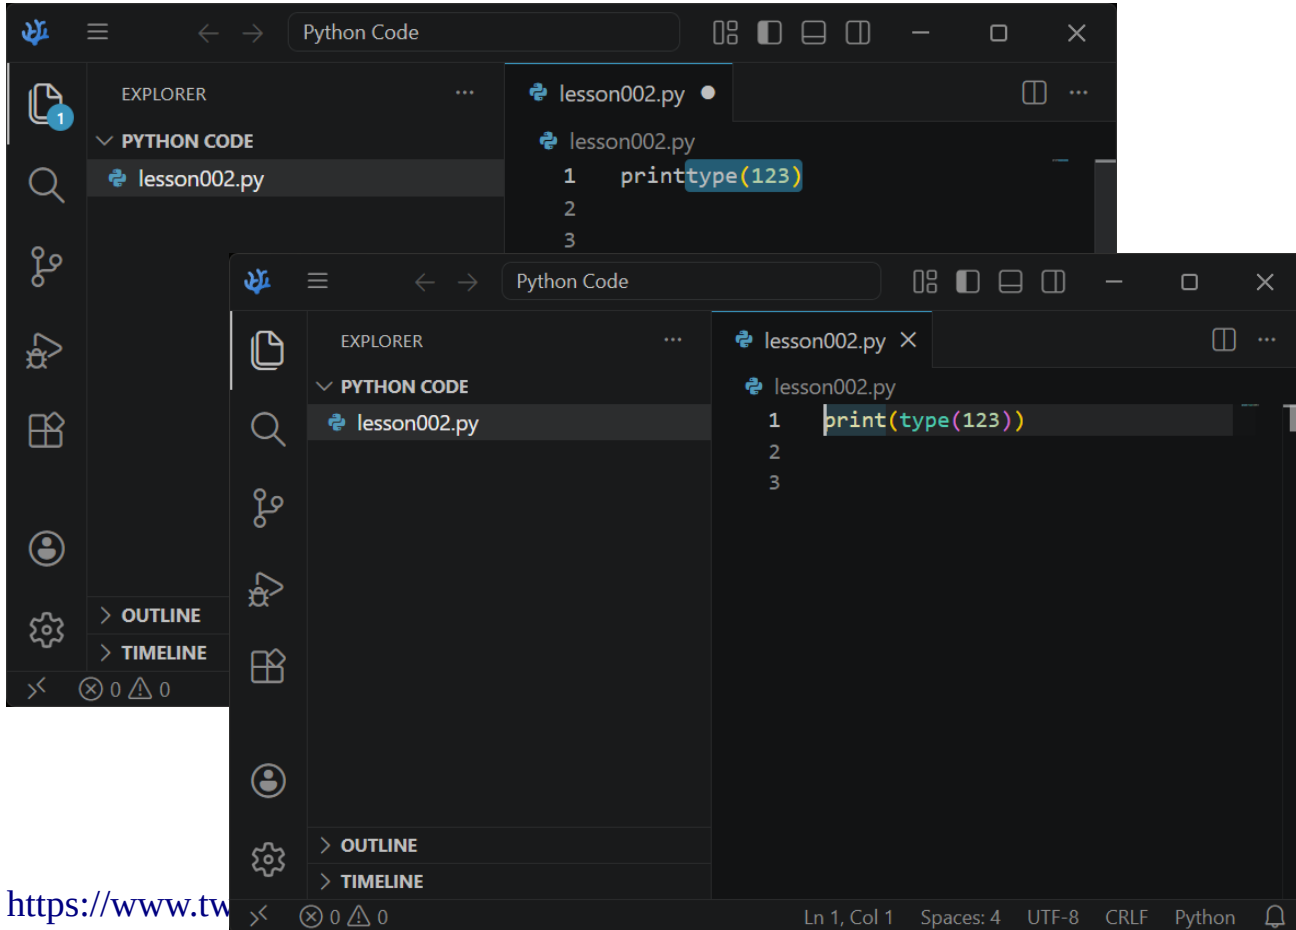 Python Code
EXPLORER
lesson002.py
1
PYTHON CODE
lesson002.py
lesson002.py
1 printtype(123)
2
3
OUTLINE
TIMELINE
0 0
Python Code
EXPLORER
lesson002.py
PYTHON CODE
lesson002.py
lesson002.py
1 print(type(123))
2
3
OUTLINE
TIMELINE
0 0 Ln 1, Col 1 Spaces: 4 UTF-8 CRLF Python
https://www.tw